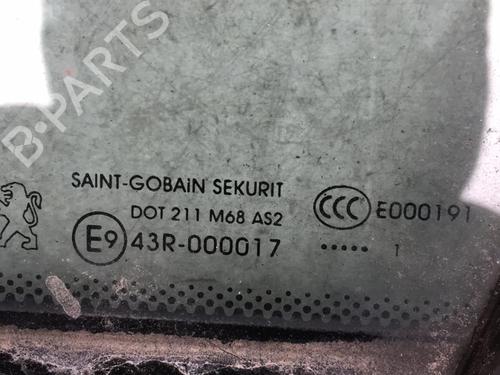 B-PARTS
SAINT-GOBAIN SEKURIT
DOT 211 M68 AS2
E9 43R-000017
CCC E000191
..... 1